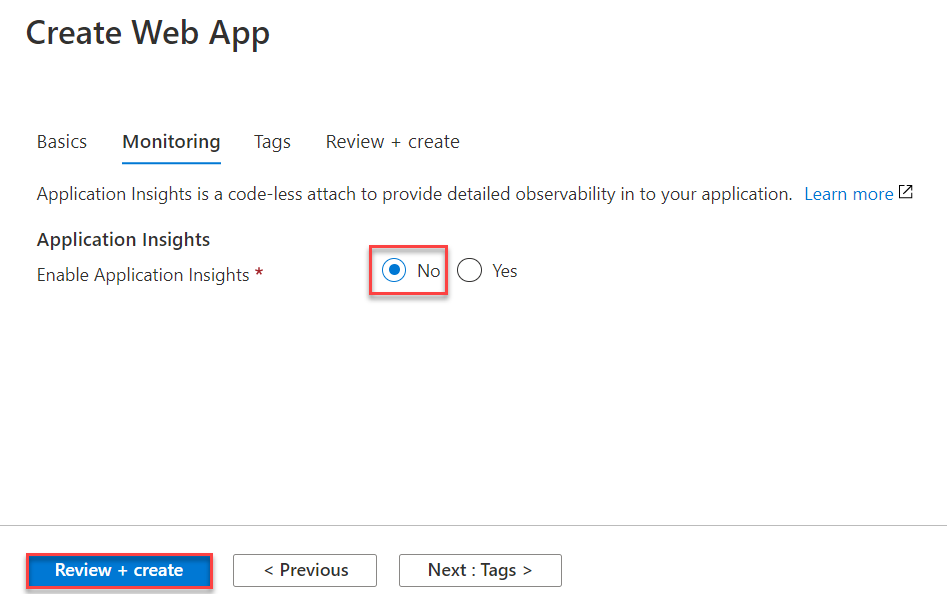 Create Web App
Basics Monitoring Tags Review + create
Application Insights is a code-less attach to provide detailed observability in to your application. Learn more
Application Insights
Enable Application Insights * No Yes
Review + create < Previous Next : Tags >